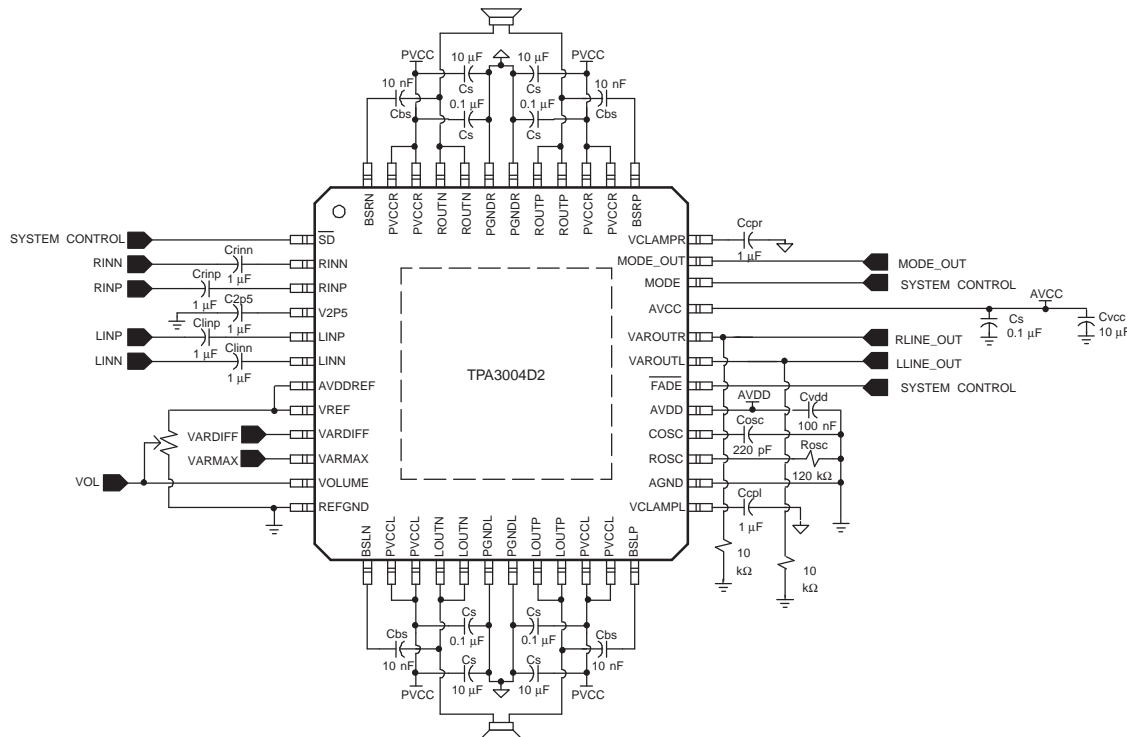 PVCC 10 µF 10 µF PVCC
Cs Cs
10 nF 10 nF
0.1 µF 0.1 µF
Cbs Cs Cs Cbs
BSRN PVCCR PVCCR ROUTN ROUTN PGNDR PGNDR ROUTP ROUTP PVCCR PVCCR BSRP
SYSTEM CONTROL SD VCLAMPR Ccpr 1 µF
RINN Crinn 1 µF RINN MODE_OUT MODE_OUT
RINP Crinp 1 µF RINP MODE SYSTEM CONTROL
C2p5 1 µF V2P5 AVCC Cs 0.1 µF AVCC Cvcc 10 µF
LINP Clinp 1 µF LINP VAROUTR RLINE_OUT
LINN Clinn 1 µF LINN VAROUTL LLINE_OUT
TPA3004D2
AVDDREF FADE SYSTEM CONTROL
VREF AVDD AVDD Cvdd 100 nF
VARDIFF VARDIFF COSC Cosc 220 pF
VARMAX VARMAX ROSC Rosc 120 kΩ
VOL VOLUME AGND
REFGND VCLAMPL Ccpl 1 µF
BSLN PVCCL PVCCL LOUTN LOUTN PGNDL PGNDL LOUTP LOUTP PVCCL PVCCL BSLP
10 kΩ 10 kΩ
Cs Cs
0.1 µF 0.1 µF
Cbs Cbs
10 nF Cs Cs 10 nF
PVCC 10 µF 10 µF PVCC